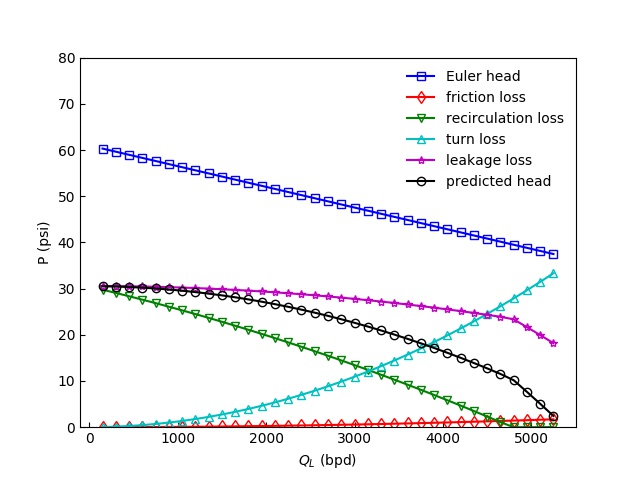 80
70
60
50
40
30
20
10
0
P (psi)
0
1000
2000
3000
4000
5000
Q_L (bpd)
Euler head
friction loss
recirculation loss
turn loss
leakage loss
predicted head